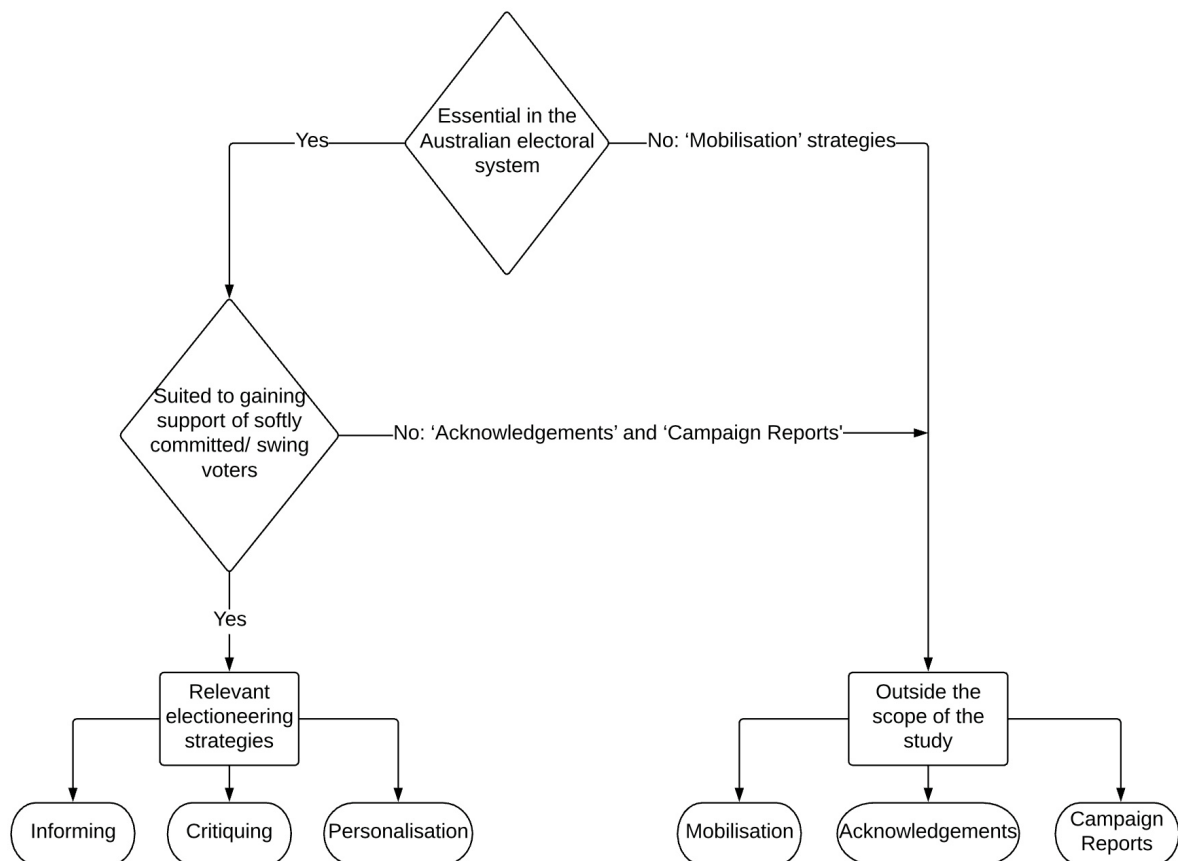 Essential in the
Australian electoral
system
Yes
No: ‘Mobilisation’ strategies
Suited to gaining
support of softly
committed/ swing
voters
No: ‘Acknowledgements’ and ‘Campaign Reports'
Yes
Relevant
electioneering
strategies
Outside the
scope of the
study
Informing
Critiquing
Personalisation
Mobilisation
Acknowledgements
Campaign
Reports